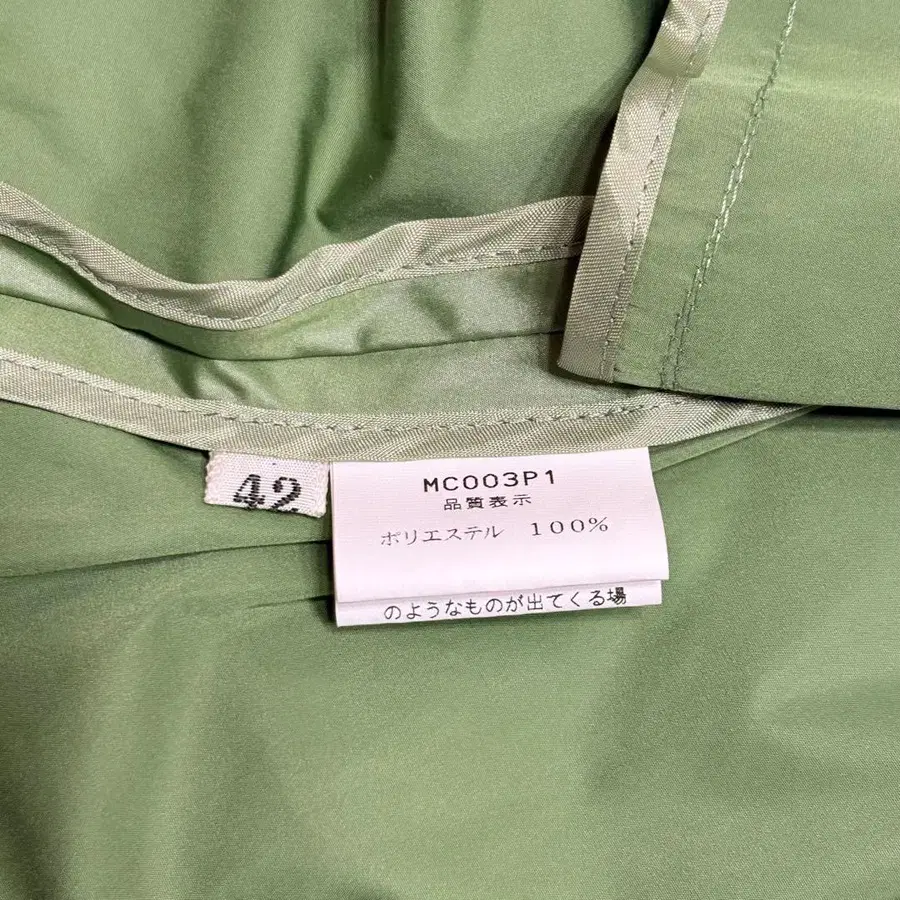 42
MC003P1
品質表示
ポリエステル 100%
のようなものが出てくる場